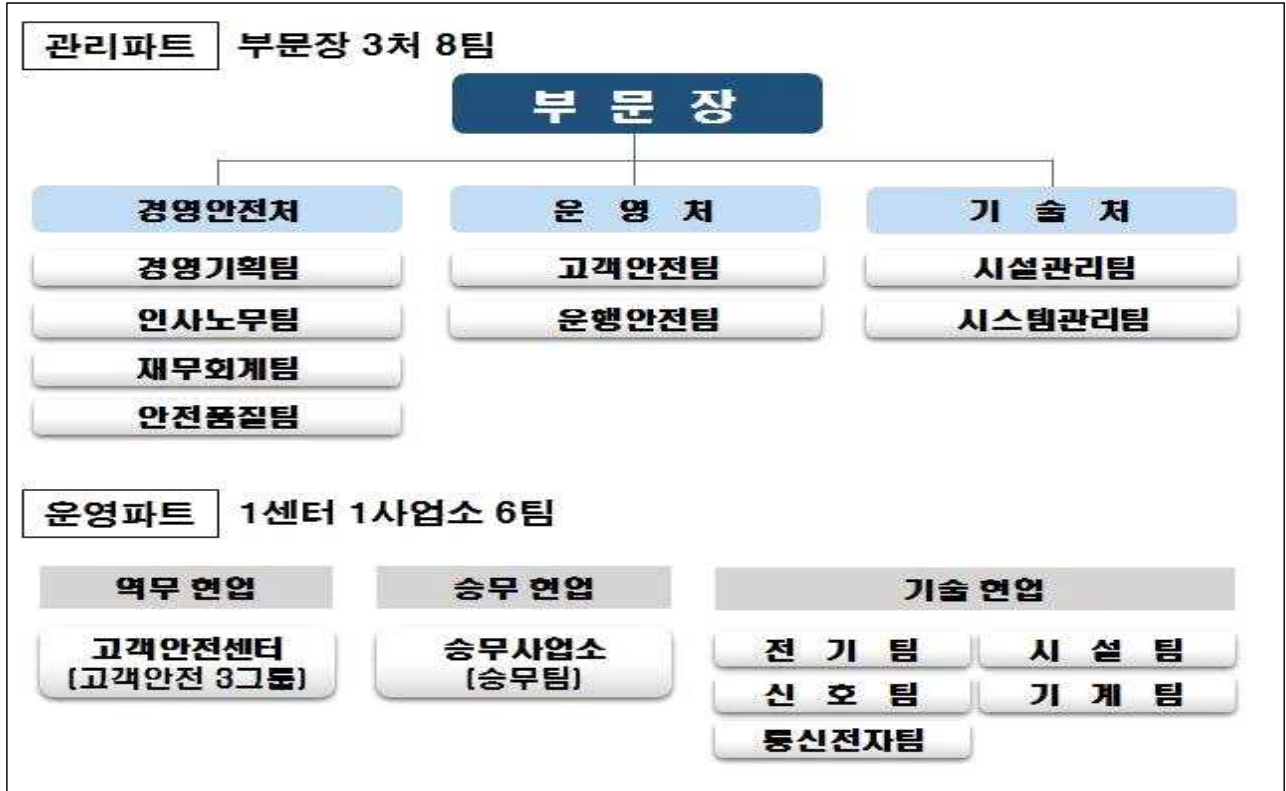 관리파트 부문장 3처 8팀
부 문 장
경영안전처 운 영 처 기 술 처
경영기획팀 고객안전팀 시설관리팀
인사노무팀 운행안전팀 시스템관리팀
재무회계팀
안전품질팀
운영파트 1센터 1사업소 6팀
역무 현업 승무 현업 기술 현업
고객안전센터
(고객안전 3그룹)
승무사업소
(승무팀)
전 기 팀 시 설 팀
신 호 팀 기 계 팀
통신전자팀